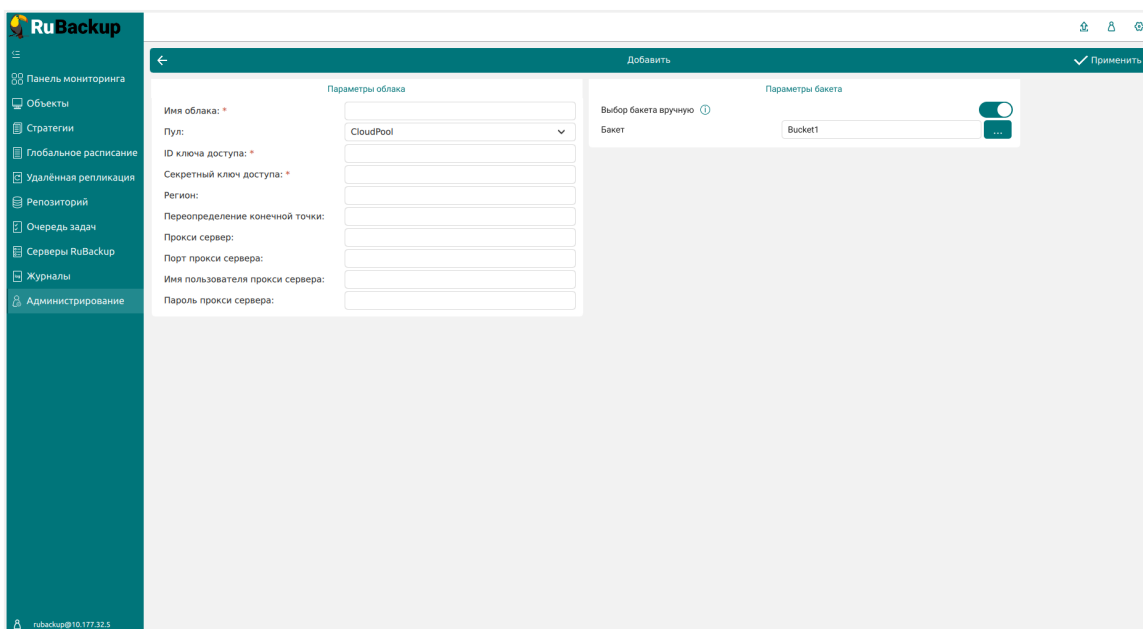 RuBackup
Панель мониторинга
Объекты
Стратегии
Глобальное расписание
Удалённая репликация
Репозиторий
Очередь задач
Серверы RuBackup
Журналы
Администрирование
rubackup@10.177.32.5
Добавить
Применить
Параметры облака
Имя облака: *
Пул: CloudPool
ID ключа доступа: *
Секретный ключ доступа: *
Регион:
Переопределение конечной точки:
Прокси сервер:
Порт прокси сервера:
Имя пользователя прокси сервера:
Пароль прокси сервера:
Параметры бакета
Выбор бакета вручную
Бакет Bucket1 ...